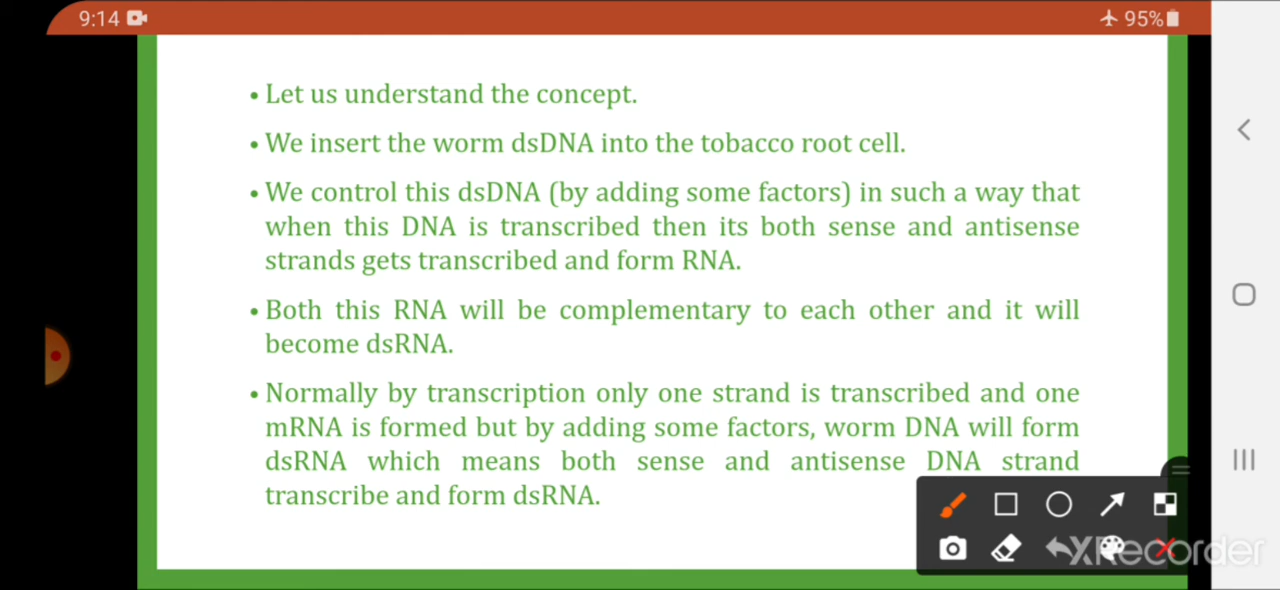 9:14
95%
• Let us understand the concept.
• We insert the worm dsDNA into the tobacco root cell.
• We control this dsDNA (by adding some factors) in such a way that
when this DNA is transcribed then its both sense and antisense
strands gets transcribed and form RNA.
• Both this RNA will be complementary to each other and it will
become dsRNA.
• Normally by transcription only one strand is transcribed and one
mRNA is formed but by adding some factors, worm DNA will form
dsRNA which means both sense and antisense DNA strand
transcribe and form dsRNA.
XRecorder